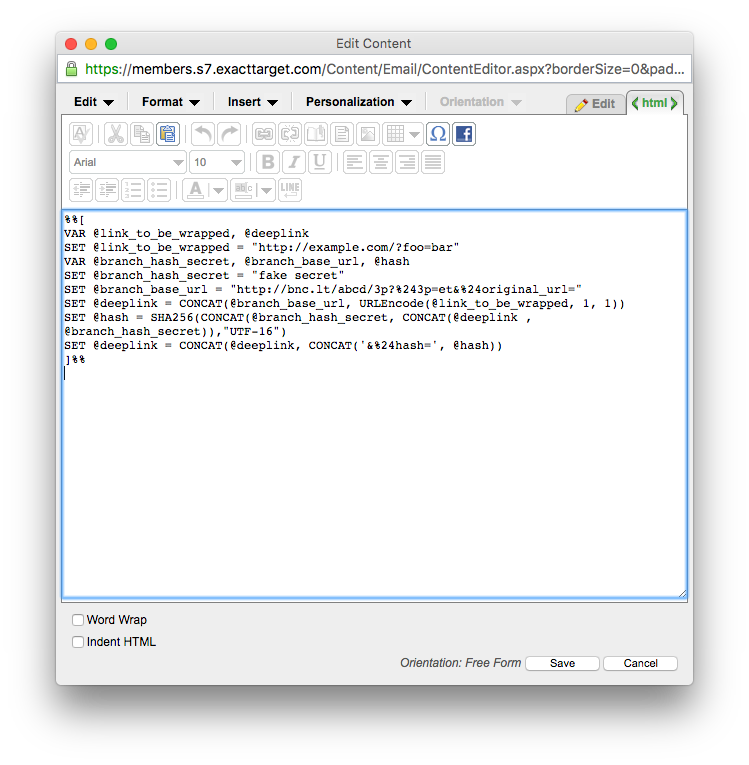 Edit Content
https://members.s7.exacttarget.com/Content/Email/ContentEditor.aspx?borderSize=0&pad...
Edit Format Insert Personalization Orientation Edit html
Arial 10 B I U
A abc LINE
%%[
VAR @link_to_be_wrapped, @deeplink
SET @link_to_be_wrapped = "http://example.com/?foo=bar"
VAR @branch_hash_secret, @branch_base_url, @hash
SET @branch_hash_secret = "fake secret"
SET @branch_base_url = "http://bnc.lt/abcd/3p?%243p=et&%24original_url="
SET @deeplink = CONCAT(@branch_base_url, URLEncode(@link_to_be_wrapped, 1, 1))
SET @hash = SHA256(CONCAT(@branch_hash_secret, CONCAT(@deeplink ,
@branch_hash_secret)),"UTF-16")
SET @deeplink = CONCAT(@deeplink, CONCAT('&%24hash=', @hash))
]%%
Word Wrap
Indent HTML
Orientation: Free Form Save Cancel